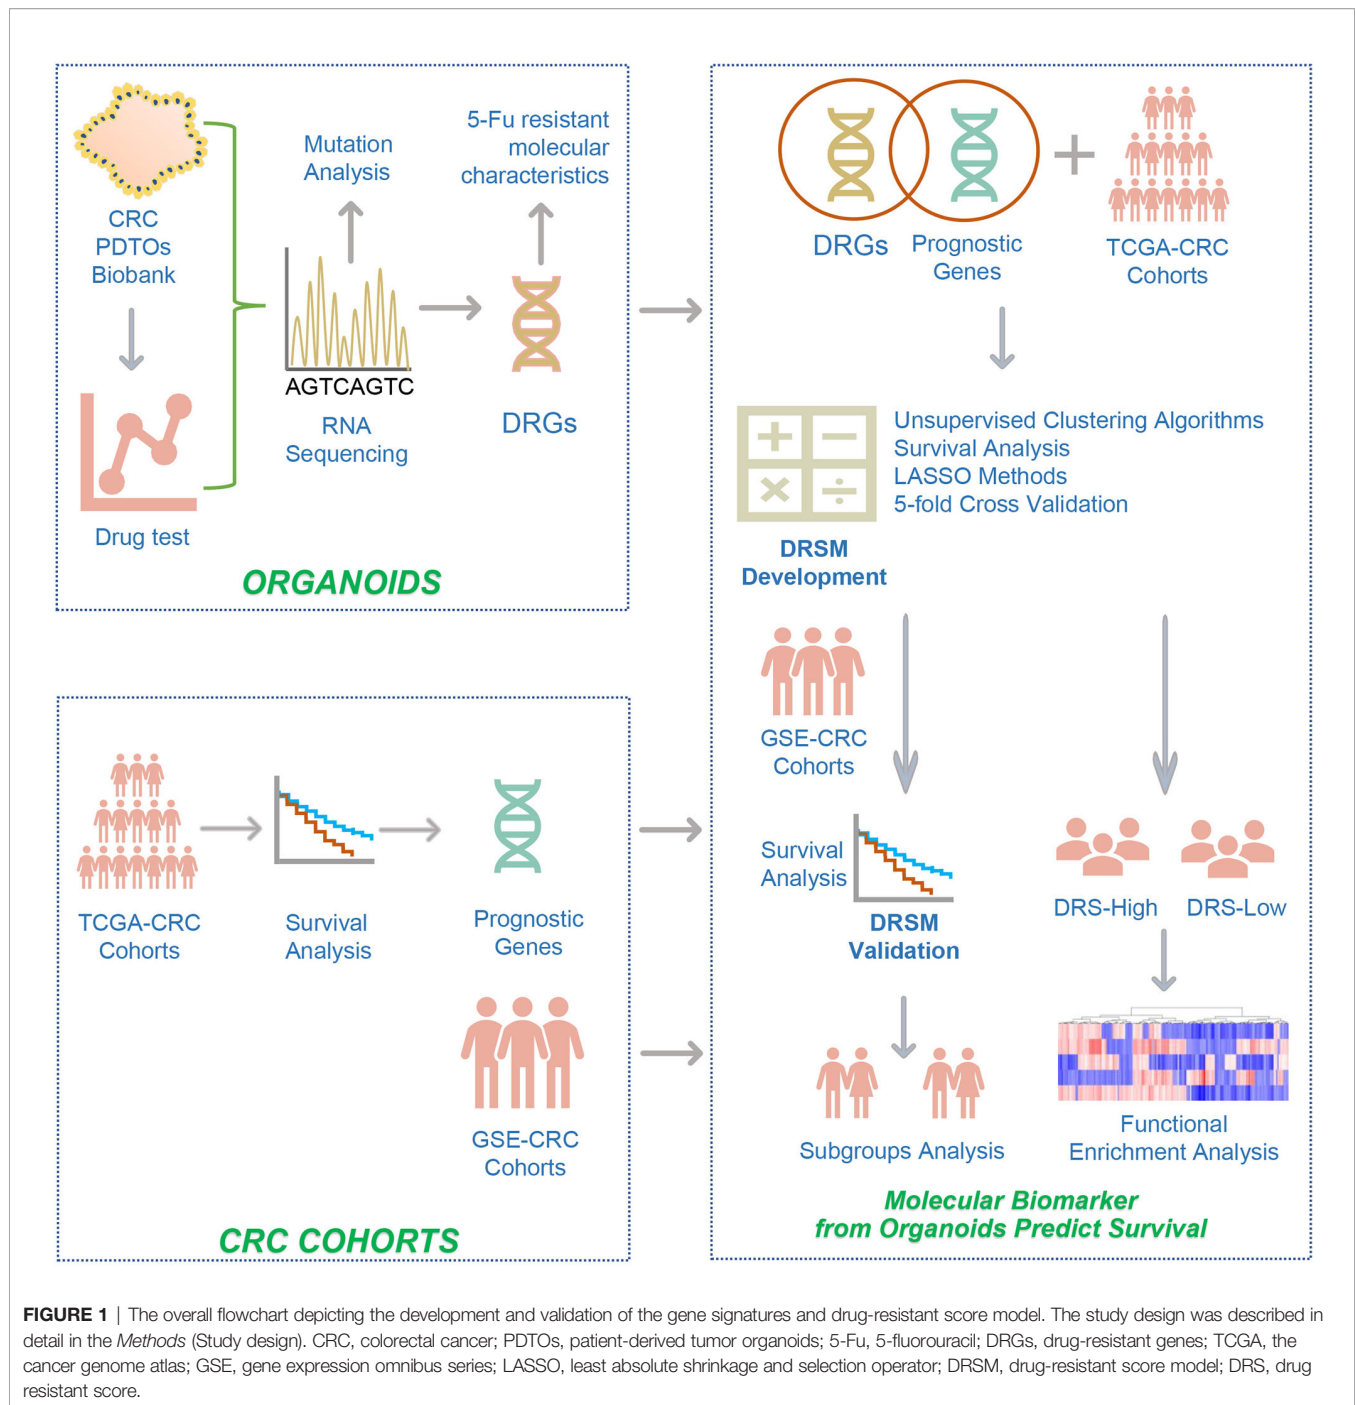 CRC
PDTOs
Biobank
Drug test
Mutation
Analysis
AGTCAGTC
RNA
Sequencing
5-Fu resistant
molecular
characteristics
DRGs
ORGANOIDS
TCGA-CRC
Cohorts
Survival
Analysis
Prognostic
Genes
GSE-CRC
Cohorts
CRC COHORTS
DRGs
Prognostic
Genes
TCGA-CRC
Cohorts
Unsupervised Clustering Algorithms
Survival Analysis
LASSO Methods
5-fold Cross Validation
DRSM
Development
GSE-CRC
Cohorts
Survival
Analysis
DRSM
Validation
Subgroups Analysis
DRS-High
DRS-Low
Functional
Enrichment Analysis
Molecular Biomarker
from Organoids Predict Survival
FIGURE 1 | The overall flowchart depicting the development and validation of the gene signatures and drug-resistant score model. The study design was described in
detail in the Methods (Study design). CRC, colorectal cancer; PDTOs, patient-derived tumor organoids; 5-Fu, 5-fluorouracil; DRGs, drug-resistant genes; TCGA, the
cancer genome atlas; GSE, gene expression omnibus series; LASSO, least absolute shrinkage and selection operator; DRSM, drug-resistant score model; DRS, drug
resistant score.